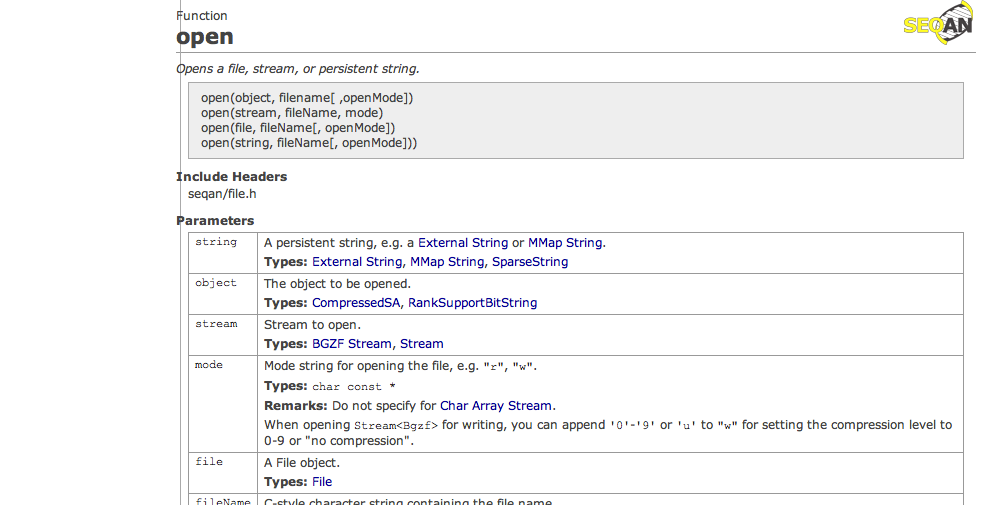 Function
SEQAN
open
Opens a file, stream, or persistent string.
open(object, filename[ ,openMode])
open(stream, fileName, mode)
open(file, fileName[, openMode])
open(string, fileName[, openMode]))
Include Headers
seqan/file.h
Parameters
string
A persistent string, e.g. a External String or MMap String.
Types: External String, MMap String, SparseString
object
The object to be opened.
Types: CompressedSA, RankSupportBitString
stream
Stream to open.
Types: BGZF Stream, Stream
mode
Mode string for opening the file, e.g. "r", "w".
Types: char const *
Remarks: Do not specify for Char Array Stream.
When opening Stream<Bgzf> for writing, you can append '0'-'9' or 'u' to "w" for setting the compression level to
0-9 or "no compression".
file
A File object.
Types: File
fileName
C-style character string containing the file name.